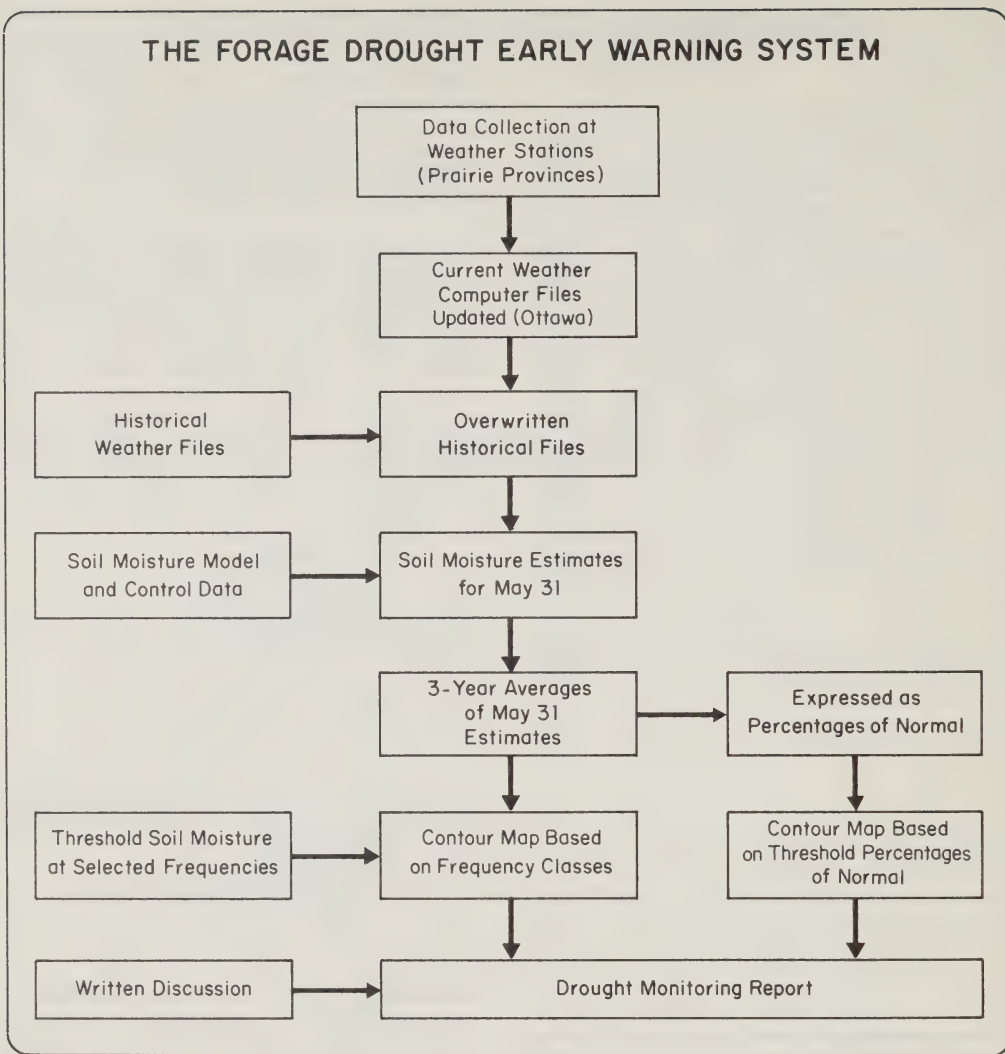 THE FORAGE DROUGHT EARLY WARNING SYSTEM
Data Collection at
Weather Stations
(Prairie Provinces)
Current Weather
Computer Files
Updated (Ottawa)
Historical
Weather Files
Overwritten
Historical Files
Soil Moisture Model
and Control Data
Soil Moisture Estimates
for May 31
3-Year Averages
of May 31
Estimates
Expressed as
Percentages of Normal
Threshold Soil Moisture
at Selected Frequencies
Contour Map Based
on Frequency Classes
Contour Map Based
on Threshold Percentages
of Normal
Written Discussion
Drought Monitoring Report